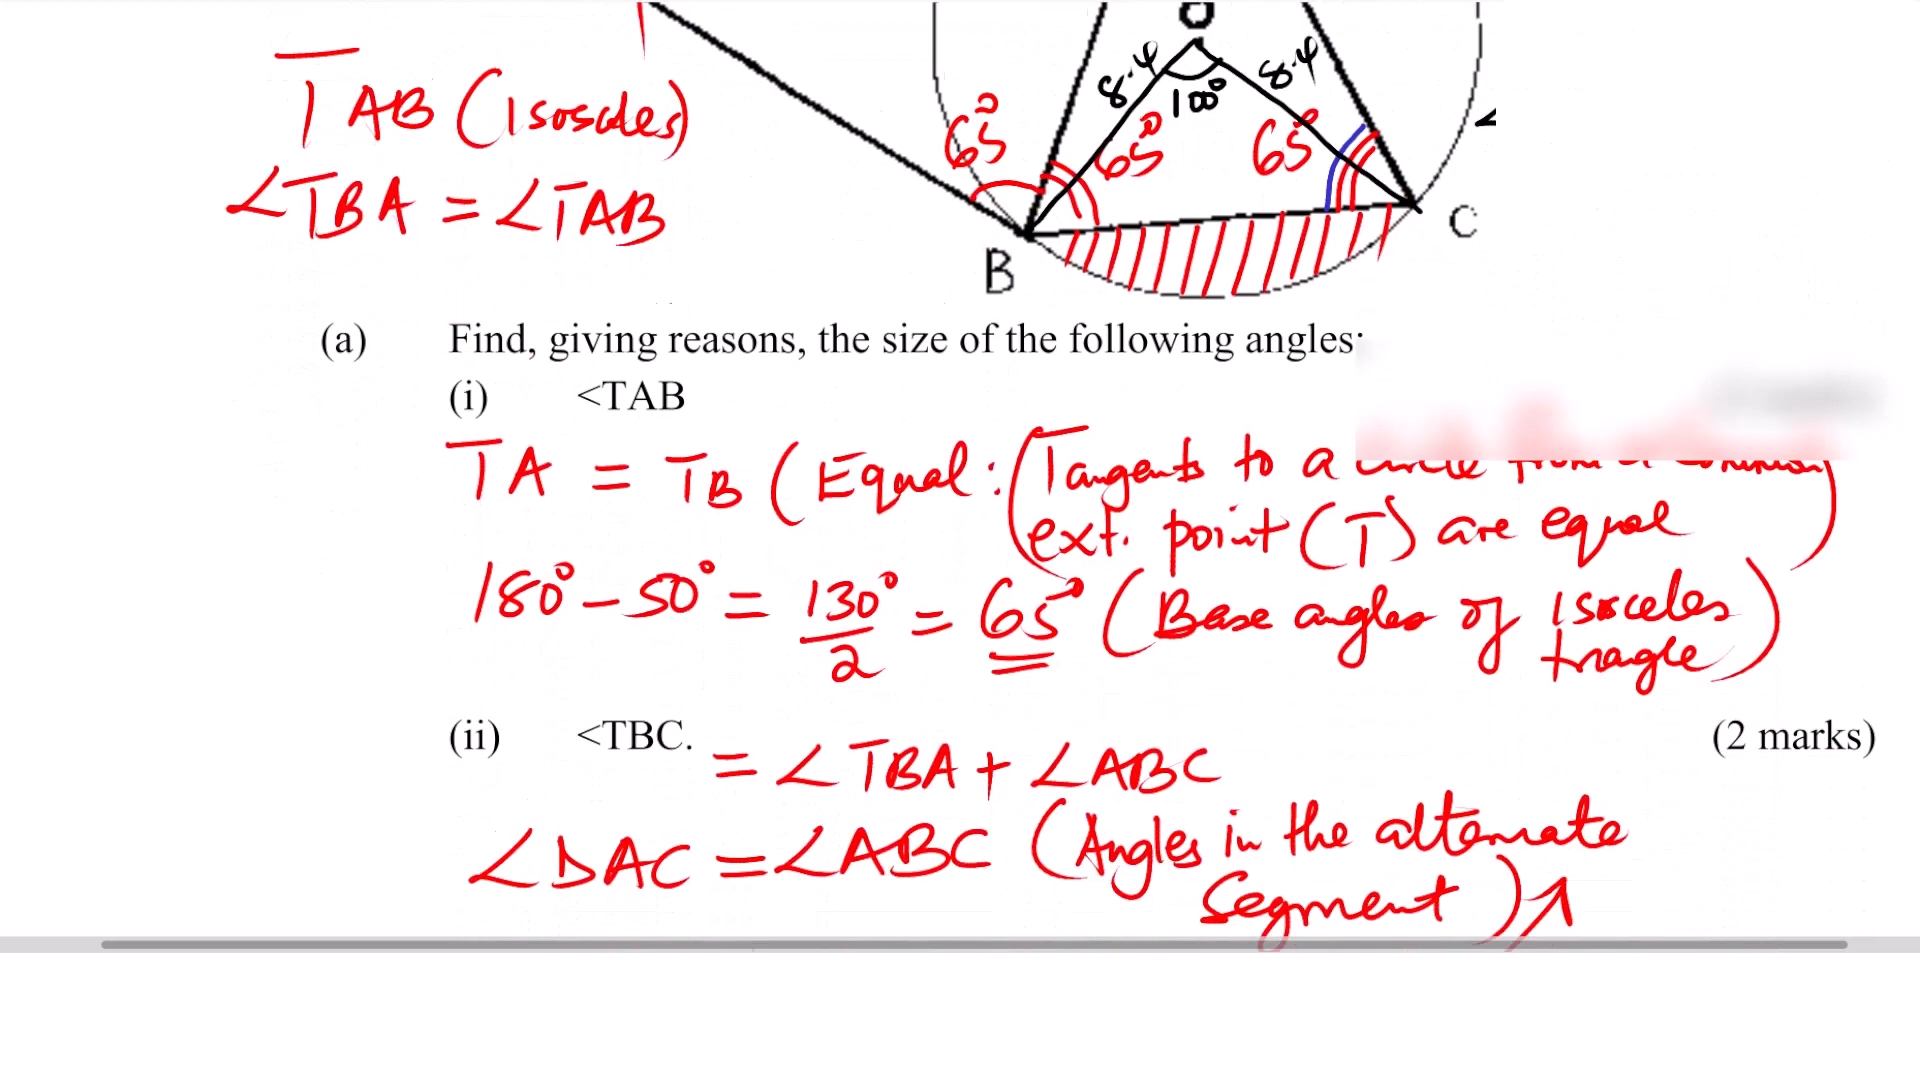 O
8.4 8.4
100°
65° 65° 65°
TAB (Isosceles)
∠TBA = ∠TAB
B
C
(a) Find, giving reasons, the size of the following angles:
(i) <TAB
TA = TB (Equal: (Tangents to a
ext. point (T) are equal
180° - 50° = 130°/2 = 65° (Base angles of isosceles
triangle)
(ii) <TBC. (2 marks)
= ∠TBA + ∠ABC
∠DAC = ∠ABC (Angles in the alternate
segment)